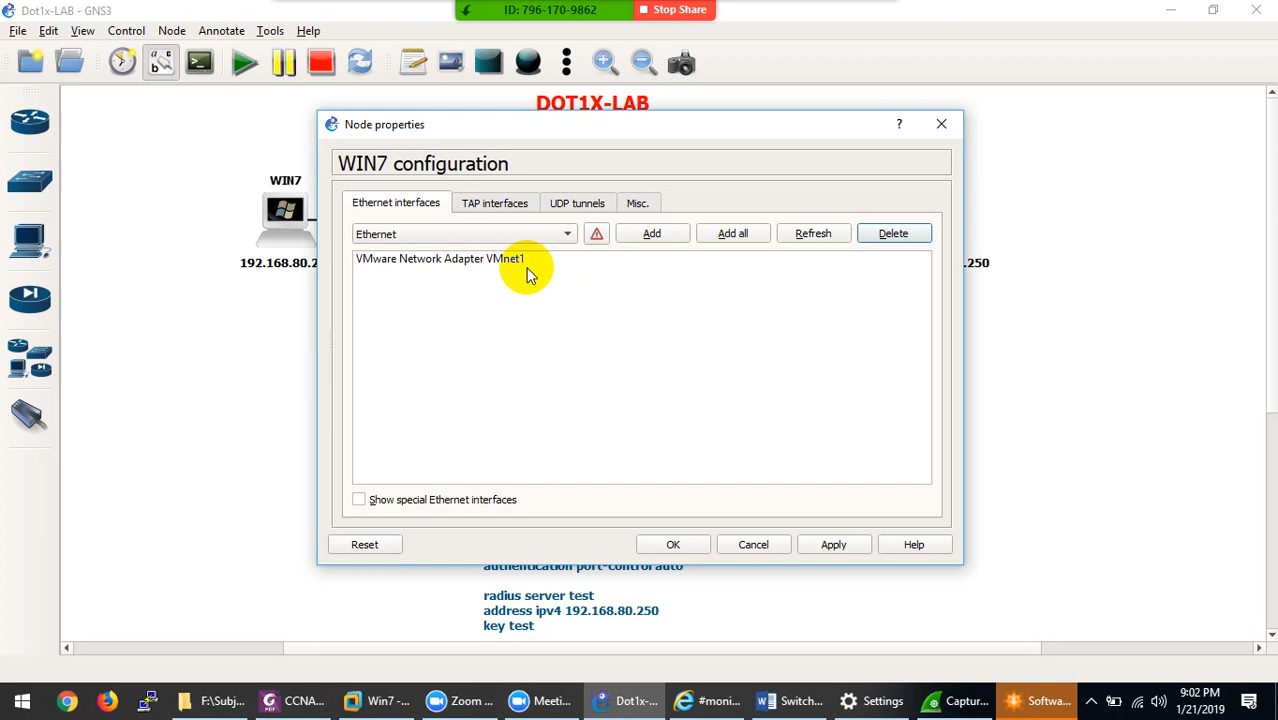 Dot1x-LAB - GNS3
ID: 796-170-9862
Stop Share
File Edit View Control Node Annotate Tools Help
DOT1X-LAB
Node properties
?
WIN7 configuration
WIN7
Ethernet interfaces TAP interfaces UDP tunnels Misc.
Ethernet Add Add all Refresh Delete
VMware Network Adapter VMnet1
192.168.80.2
.250
Show special Ethernet interfaces
Reset OK Cancel Apply Help
authentication port-control auto
radius server test
address ipv4 192.168.80.250
key test
F:\Subj... CCNA... Win7 -... Zoom ... Meeti... Dot1x-... #moni... Switch... Settings Captur... Softwa...
9:02 PM
1/21/2019